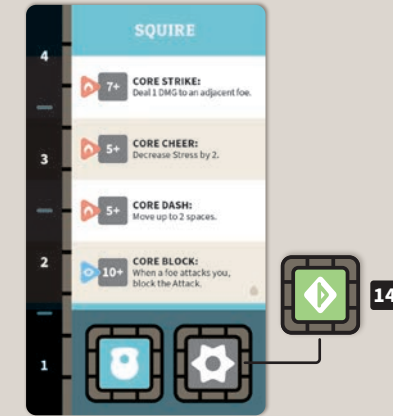 SQUIRE
4
7+ CORE STRIKE:
Deal 1 DMG to an adjacent foe.
5+ CORE CHEER:
Decrease Stress by 2.
3
5+ CORE DASH:
Move up to 2 spaces.
2
10+ CORE BLOCK:
When a foe attacks you,
block the Attack.
14
1